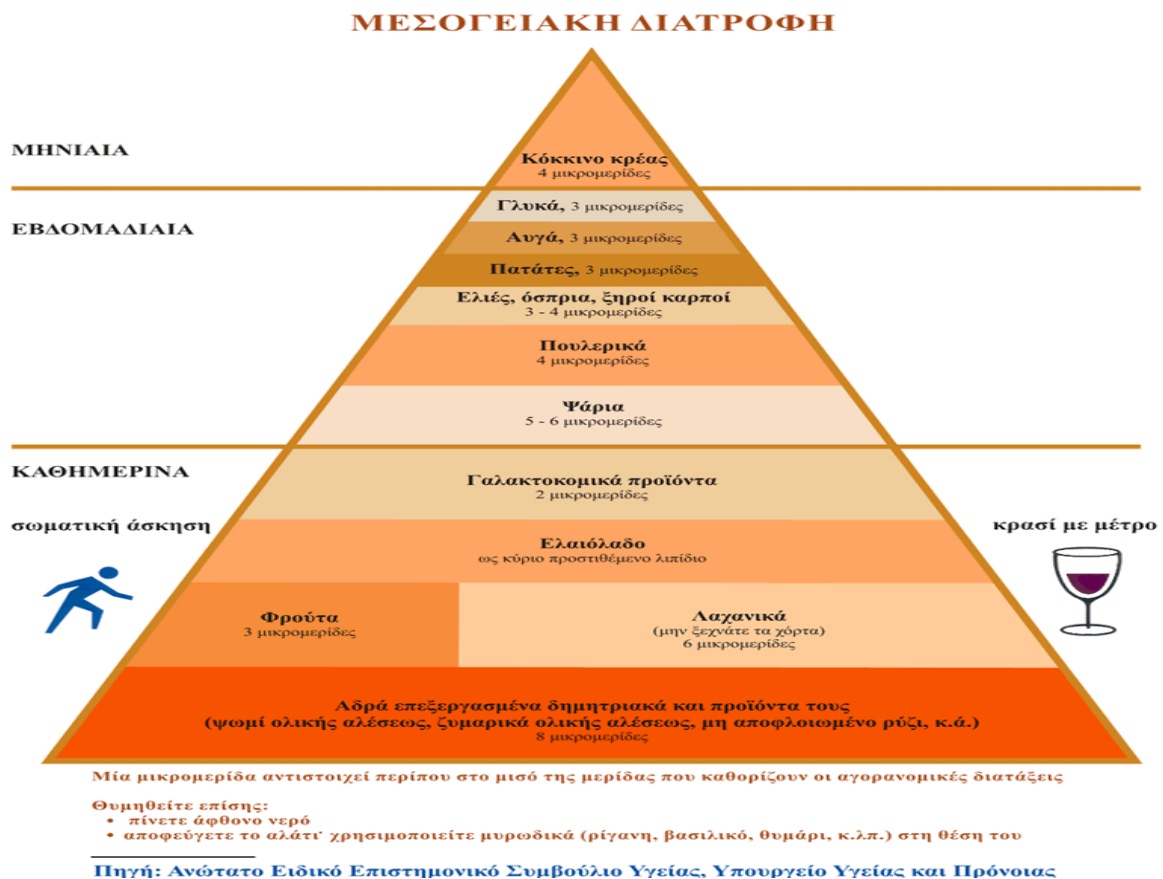 ΜΕΣΟΓΕΙΑΚΗ ΔΙΑΤΡΟΦΗ
ΜΗΝΙΑΙΑ
Κόκκινο κρέας
4 μικρομερίδες
ΕΒΔΟΜΑΔΙΑΙΑ
Γλυκά, 3 μικρομερίδες
Αυγά, 3 μικρομερίδες
Πατάτες, 3 μικρομερίδες
Ελιές, όσπρια, ξηροί καρποί
3 - 4 μικρομερίδες
Πουλερικά
4 μικρομερίδες
Ψάρια
5 - 6 μικρομερίδες
ΚΑΘΗΜΕΡΙΝΑ
Γαλακτοκομικά προϊόντα
2 μικρομερίδες
σωματική άσκηση
κρασί με μέτρο
Ελαιόλαδο
ως κύριο προστιθέμενο λιπίδιο
Φρούτα
3 μικρομερίδες
Λαχανικά
(μην ξεχνάτε τα χόρτα)
6 μικρομερίδες
Αδρά επεξεργασμένα δημητριακά και προϊόντα τους
(ψωμί ολικής αλέσεως, ζυμαρικά ολικής αλέσεως, μη αποφλοιωμένο ρύζι, κ.ά.)
8 μικρομερίδες
Μία μικρομερίδα αντιστοιχεί περίπου στο μισό της μερίδας που καθορίζουν οι αγορανομικές διατάξεις
Θυμηθείτε επίσης:
• πίνετε άφθονο νερό
• αποφεύγετε το αλάτι· χρησιμοποιείτε μυρωδικά (ρίγανη, βασιλικό, θυμάρι, κ.λπ.) στη θέση του
Πηγή: Ανώτατο Ειδικό Επιστημονικό Συμβούλιο Υγείας, Υπουργείο Υγείας και Πρόνοιας